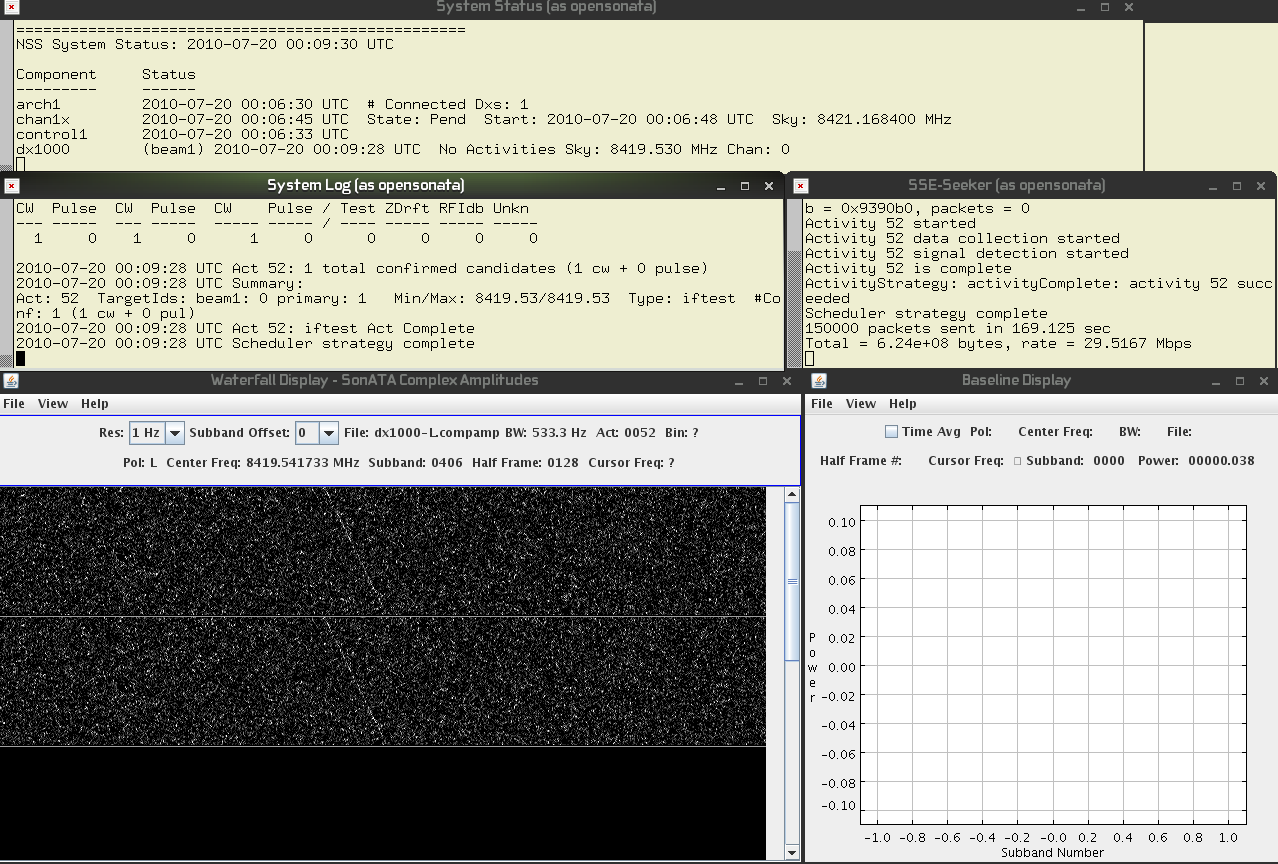 System Status (as opensonata)
==================================================
NSS System Status: 2010-07-20 00:09:30 UTC
Component     Status
---------     ------
arch1         2010-07-20 00:06:30 UTC  # Connected Dxs: 1
chan1x        2010-07-20 00:06:45 UTC  State: Pend  Start: 2010-07-20 00:06:48 UTC  Sky: 8421.168400 MHz
control1      2010-07-20 00:06:33 UTC
dx1000        (beam1) 2010-07-20 00:09:28 UTC  No Activities Sky: 8419.530 MHz Chan: 0
System Log (as opensonata)
CW  Pulse  CW  Pulse  CW    Pulse / Test ZDrft RFIdb Unkn
--- -----  --- -----  ----- ----- / ---- ----- ----- -----
1     0    1     0      1     0      0     0     0     0
2010-07-20 00:09:28 UTC Act 52: 1 total confirmed candidates (1 cw + 0 pulse)
2010-07-20 00:09:28 UTC Summary:
Act: 52  TargetIds: beam1: 0 primary: 1   Min/Max: 8419.53/8419.53  Type: iftest  #Co
nf: 1 (1 cw + 0 pul)
2010-07-20 00:09:28 UTC Act 52: iftest Act Complete
2010-07-20 00:09:28 UTC Scheduler strategy complete
SSE-Seeker (as opensonata)
b = 0x9390b0, packets = 0
Activity 52 started
Activity 52 data collection started
Activity 52 signal detection started
Activity 52 is complete
ActivityStrategy: activityComplete: activity 52 succ
eeded
Scheduler strategy complete
150000 packets sent in 169.125 sec
Total = 6.24e+08 bytes, rate = 29.5167 Mbps
Waterfall Display - SonATA Complex Amplitudes
File View Help
Res: 1 Hz Subband Offset: 0 File: dx1000-L.compamp BW: 533.3 Hz Act: 0052 Bin: ?
Pol: L Center Freq: 8419.541733 MHz Subband: 0406 Half Frame: 0128 Cursor Freq: ?
Baseline Display
File View Help
Time Avg Pol: Center Freq: BW: File:
Half Frame #: Cursor Freq: Subband: 0000 Power: 00000.038
Power
0.10
0.08
0.06
0.04
0.02
0.00
-0.02
-0.04
-0.06
-0.08
-0.10
-1.0 -0.8 -0.6 -0.4 -0.2 -0.0 0.2 0.4 0.6 0.8 1.0
Subband Number